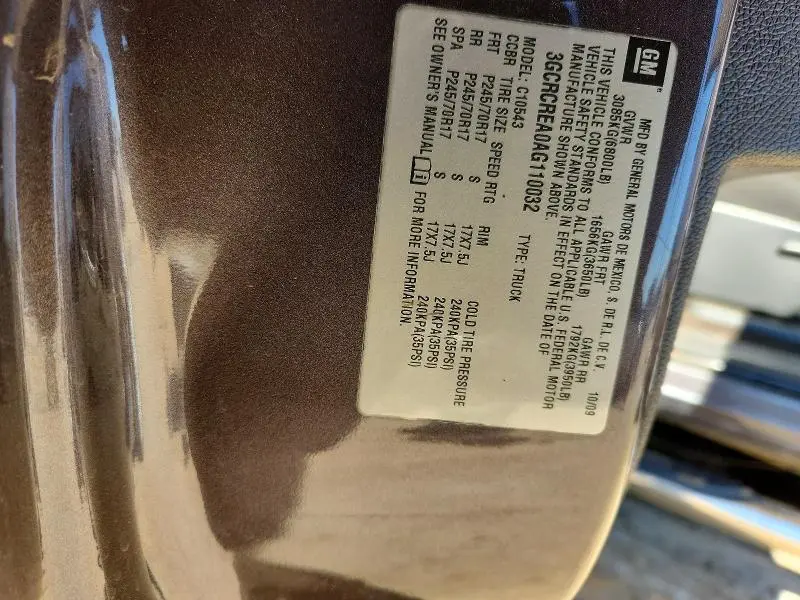 GM
MFD BY GENERAL MOTORS DE MEXICO, S. DE R.L. DE C.V.
10/09
GVWR GAWR FRT GAWR RR
3085KG(6800LB) 1656KG(3650LB) 1792KG(3950LB)
THIS VEHICLE CONFORMS TO ALL APPLICABLE U.S. FEDERAL MOTOR
VEHICLE SAFETY STANDARDS IN EFFECT ON THE DATE OF
MANUFACTURE SHOWN ABOVE.
3GCRCREA0AG110032 TYPE: TRUCK
MODEL: C10543
CCBR TIRE SIZE SPEED RTG RIM COLD TIRE PRESSURE
FRT P245/70R17 S 17X7.5J 240KPA(35PSI)
RR P245/70R17 S 17X7.5J 240KPA(35PSI)
SPA P245/70R17 S 17X7.5J 240KPA(35PSI)
SEE OWNER'S MANUAL i FOR MORE INFORMATION.